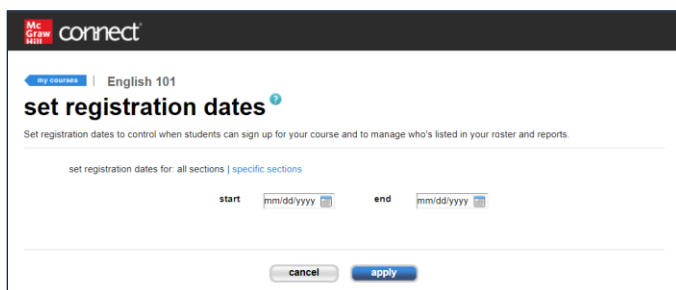 Mc
Graw
Hill
connect
my courses | English 101
set registration dates ?
Set registration dates to control when students can sign up for your course and to manage who's listed in your roster and reports.
set registration dates for: all sections | specific sections
start mm/dd/yyyy end mm/dd/yyyy
cancel apply